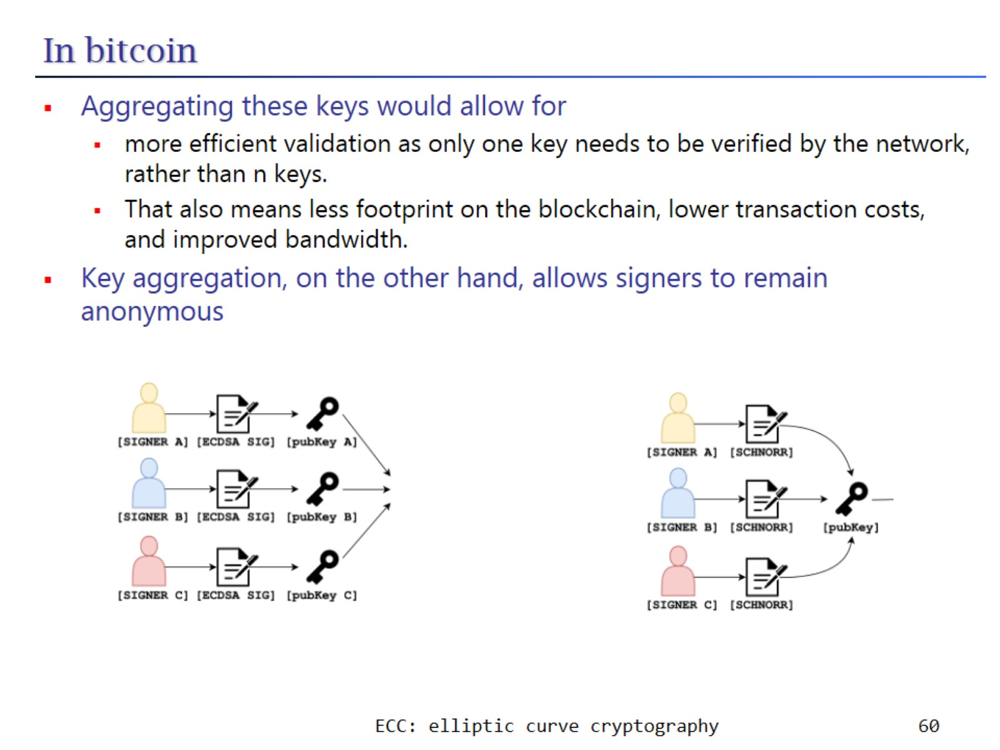 In bitcoin
Aggregating these keys would allow for
more efficient validation as only one key needs to be verified by the network,
rather than n keys.
That also means less footprint on the blockchain, lower transaction costs,
and improved bandwidth.
Key aggregation, on the other hand, allows signers to remain
anonymous
[SIGNER A] [ECDSA SIG] [pubKey A]
[SIGNER B] [ECDSA SIG] [pubKey B]
[SIGNER C] [ECDSA SIG] [pubKey C]
[SIGNER A] [SCHNORR]
[SIGNER B] [SCHNORR] [pubKey]
[SIGNER C] [SCHNORR]
ECC: elliptic curve cryptography
60